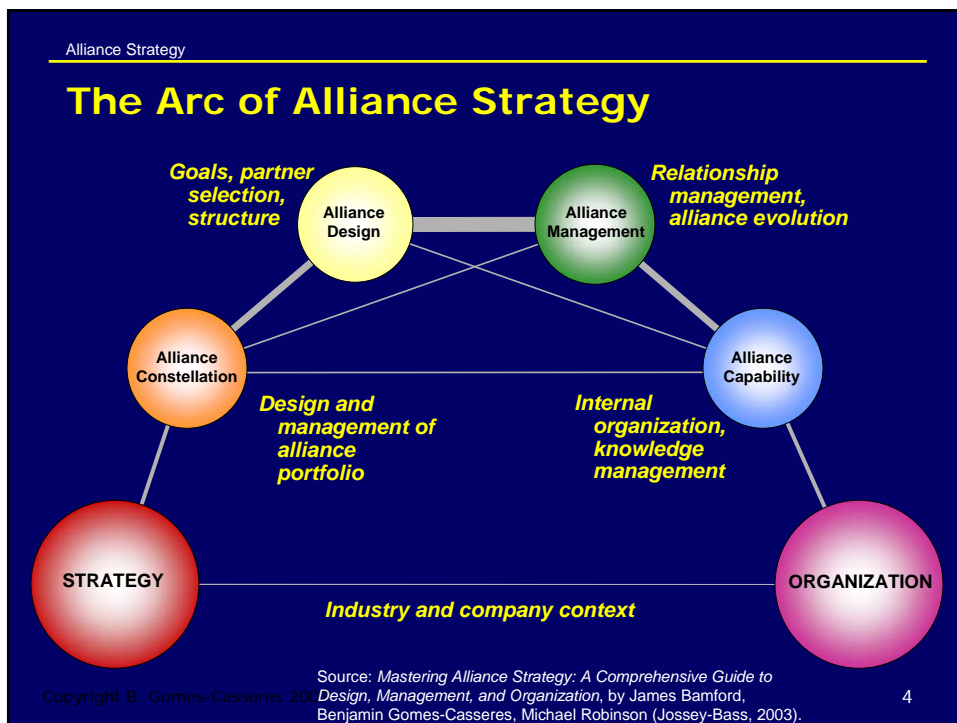 Alliance Strategy
The Arc of Alliance Strategy
Goals, partner
selection,
structure
Alliance
Design
Alliance
Management
Relationship
management,
alliance evolution
Alliance
Constellation
Alliance
Capability
Design and
management of
alliance
portfolio
Internal
organization,
knowledge
management
STRATEGY
ORGANIZATION
Industry and company context
Source: Mastering Alliance Strategy: A Comprehensive Guide to
Design, Management, and Organization, by James Bamford,
Benjamin Gomes-Casseres, Michael Robinson (Jossey-Bass, 2003).
Copyright B. Gomes-Casseres
4